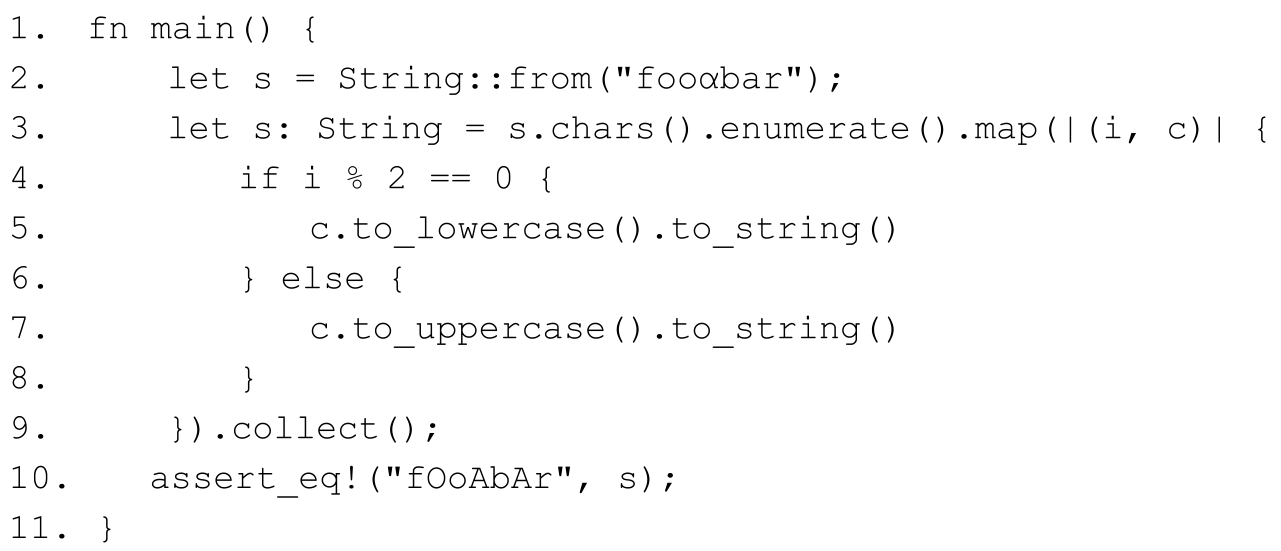 1. fn main() {
2.     let s = String::from("fooαbar");
3.     let s: String = s.chars().enumerate().map(|(i, c)| {
4.         if i % 2 == 0 {
5.             c.to_lowercase().to_string()
6.         } else {
7.             c.to_uppercase().to_string()
8.         }
9.     }).collect();
10.    assert_eq!("fOoAbAr", s);
11. }